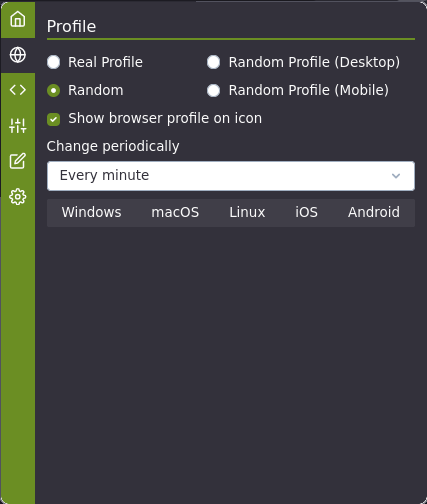 Profile
Real Profile Random Profile (Desktop)
Random Random Profile (Mobile)
Show browser profile on icon
Change periodically
Every minute
Windows macOS Linux iOS Android